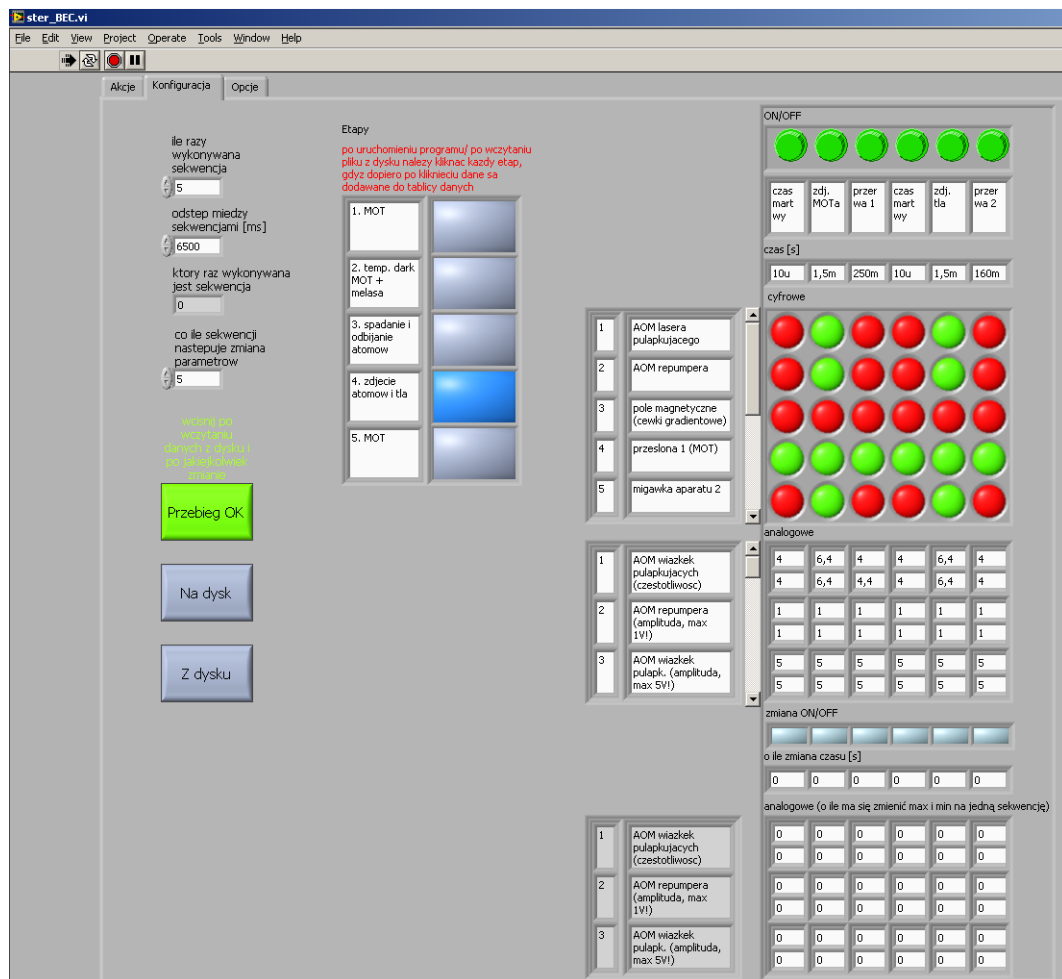 ster_BEC.vi
File Edit View Project Operate Tools Window Help
Akcje Konfiguracja Opcje
ile razy
wykonywana
sekwencja
5
odstep miedzy
sekwencjami [ms]
6500
ktory raz wykonywana
jest sekwencja
0
co ile sekwencji
nastepuje zmiana
parametrow
5
wcisnij po
wczytaniu
danych z dysku i
po jakiejkolwiek
zmianie
Przebieg OK
Na dysk
Z dysku
Etapy
po uruchomieniu programu/ po wczytaniu
pliku z dysku nalezy kliknac kazdy etap,
gdyz dopiero po kliknieciu dane sa
dodawane do tablicy danych
1. MOT
2. temp. dark
MOT +
melasa
3. spadanie i
odbijanie
atomow
4. zdjecie
atomow i tla
5. MOT
ON/OFF
czas
mart
wy
zdj.
MOTa
przer
wa 1
czas
mart
wy
zdj.
tla
przer
wa 2
czas [s]
10u 1,5m 250m 10u 1,5m 160m
cyfrowe
1 AOM lasera
pulapkujacego
2 AOM repumpera
3 pole magnetyczne
(cewki gradientowe)
4 przeslona 1 (MOT)
5 migawka aparatu 2
analogowe
1 AOM wiazkek
pulapkujacych
(czestotliwosc)
2 AOM repumpera
(amplituda, max
1V!)
3 AOM wiazkek
pulapk. (amplituda,
max 5V!)
4 6,4 4 4 6,4 4
4 6,4 4,4 4 6,4 4
1 1 1 1 1 1
1 1 1 1 1 1
5 5 5 5 5 5
5 5 5 5 5 5
zmiana ON/OFF
o ile zmiana czasu [s]
0 0 0 0 0 0
analogowe (o ile ma się zmienić max i min na jedną sekwencję)
1 AOM wiazkek
pulapkujacych
(czestotliwosc)
2 AOM repumpera
(amplituda, max
1V!)
3 AOM wiazkek
pulapk. (amplituda,
max 5V!)
0 0 0 0 0 0
0 0 0 0 0 0
0 0 0 0 0 0
0 0 0 0 0 0
0 0 0 0 0 0
0 0 0 0 0 0